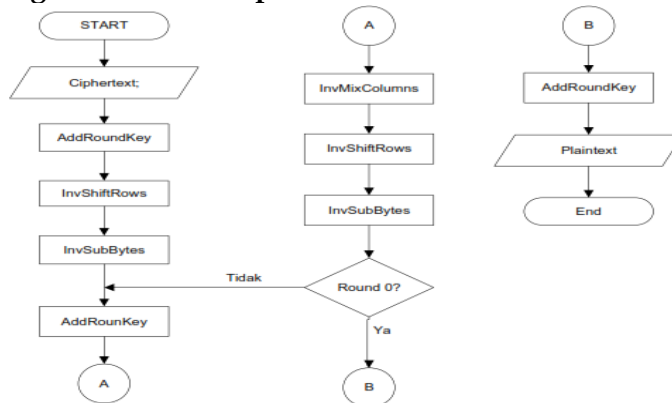 START
Ciphertext;
AddRoundKey
InvShiftRows
InvSubBytes
AddRounKey
A
A
InvMixColumns
InvShiftRows
InvSubBytes
Round 0?
Tidak
Ya
B
B
AddRoundKey
Plaintext
End